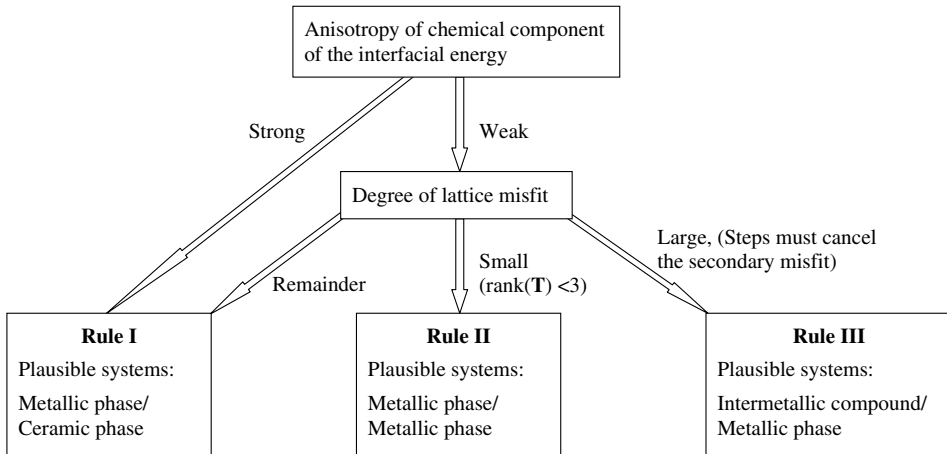 Anisotropy of chemical component
of the interfacial energy
Strong
Weak
Degree of lattice misfit
Remainder
Small
(rank(T) <3)
Large, (Steps must cancel
the secondary misfit)
Rule I
Plausible systems:
Metallic phase/
Ceramic phase
Rule II
Plausible systems:
Metallic phase/
Metallic phase
Rule III
Plausible systems:
Intermetallic compound/
Metallic phase